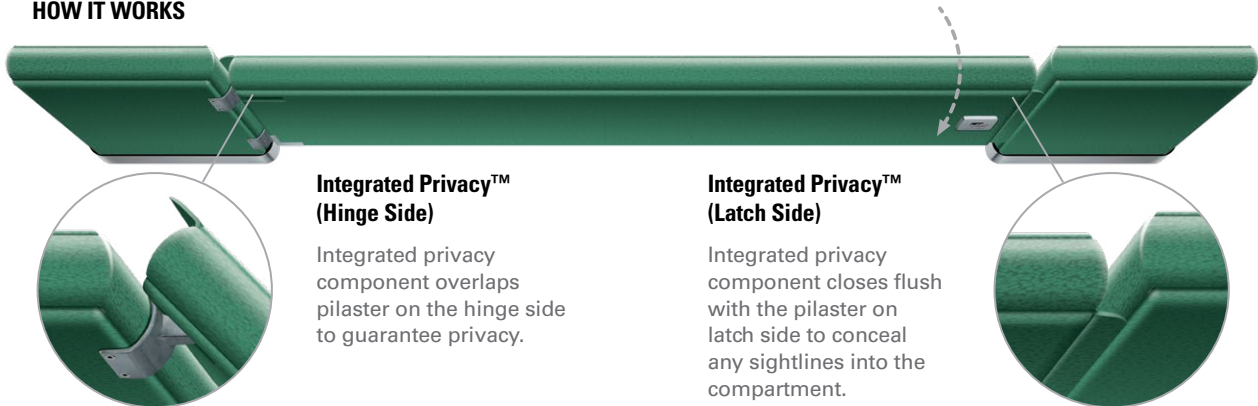 HOW IT WORKS
Integrated Privacy™
(Hinge Side)
Integrated privacy
component overlaps
pilaster on the hinge side
to guarantee privacy.
Integrated Privacy™
(Latch Side)
Integrated privacy
component closes flush
with the pilaster on
latch side to conceal
any sightlines into the
compartment.